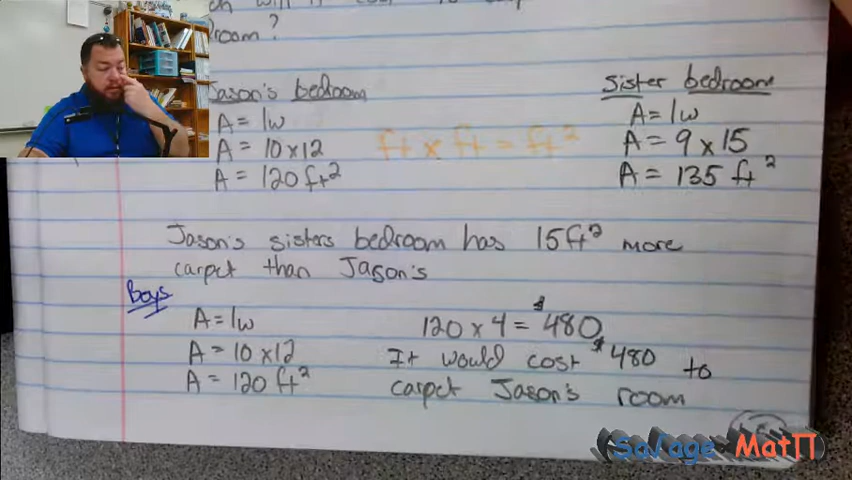 room?
Jason's bedroom
A = lw
A = 10 x 12
A = 120 ft²
ft x ft = ft²
Sister bedroom
A = lw
A = 9 x 15
A = 135 ft²
Jason's sisters bedroom has 15ft² more
carpet than Jason's
Boys
A = lw
A = 10 x 12
A = 120 ft²
120 x 4 = $480
It would cost $480 to
carpet Jason's room
Savage MatΠ